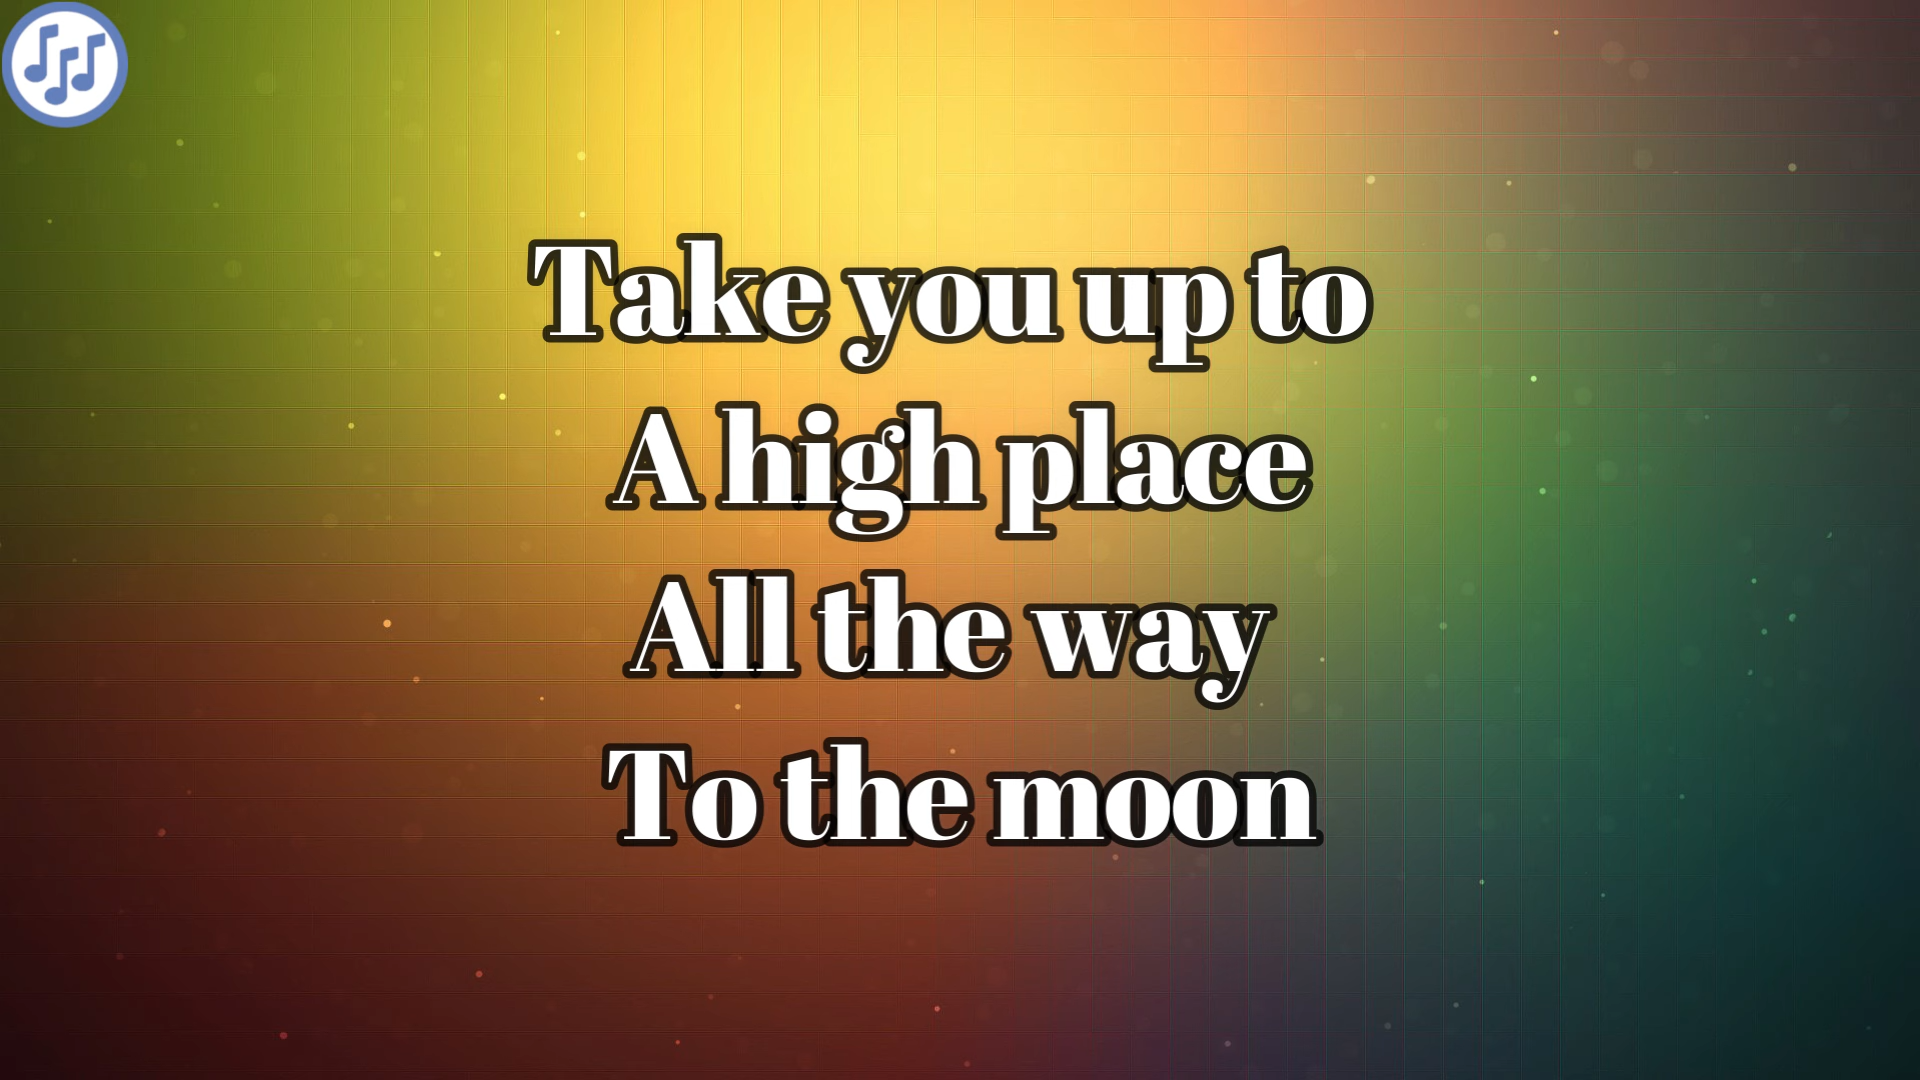 Take you up to
A high place
All the way
To the moon